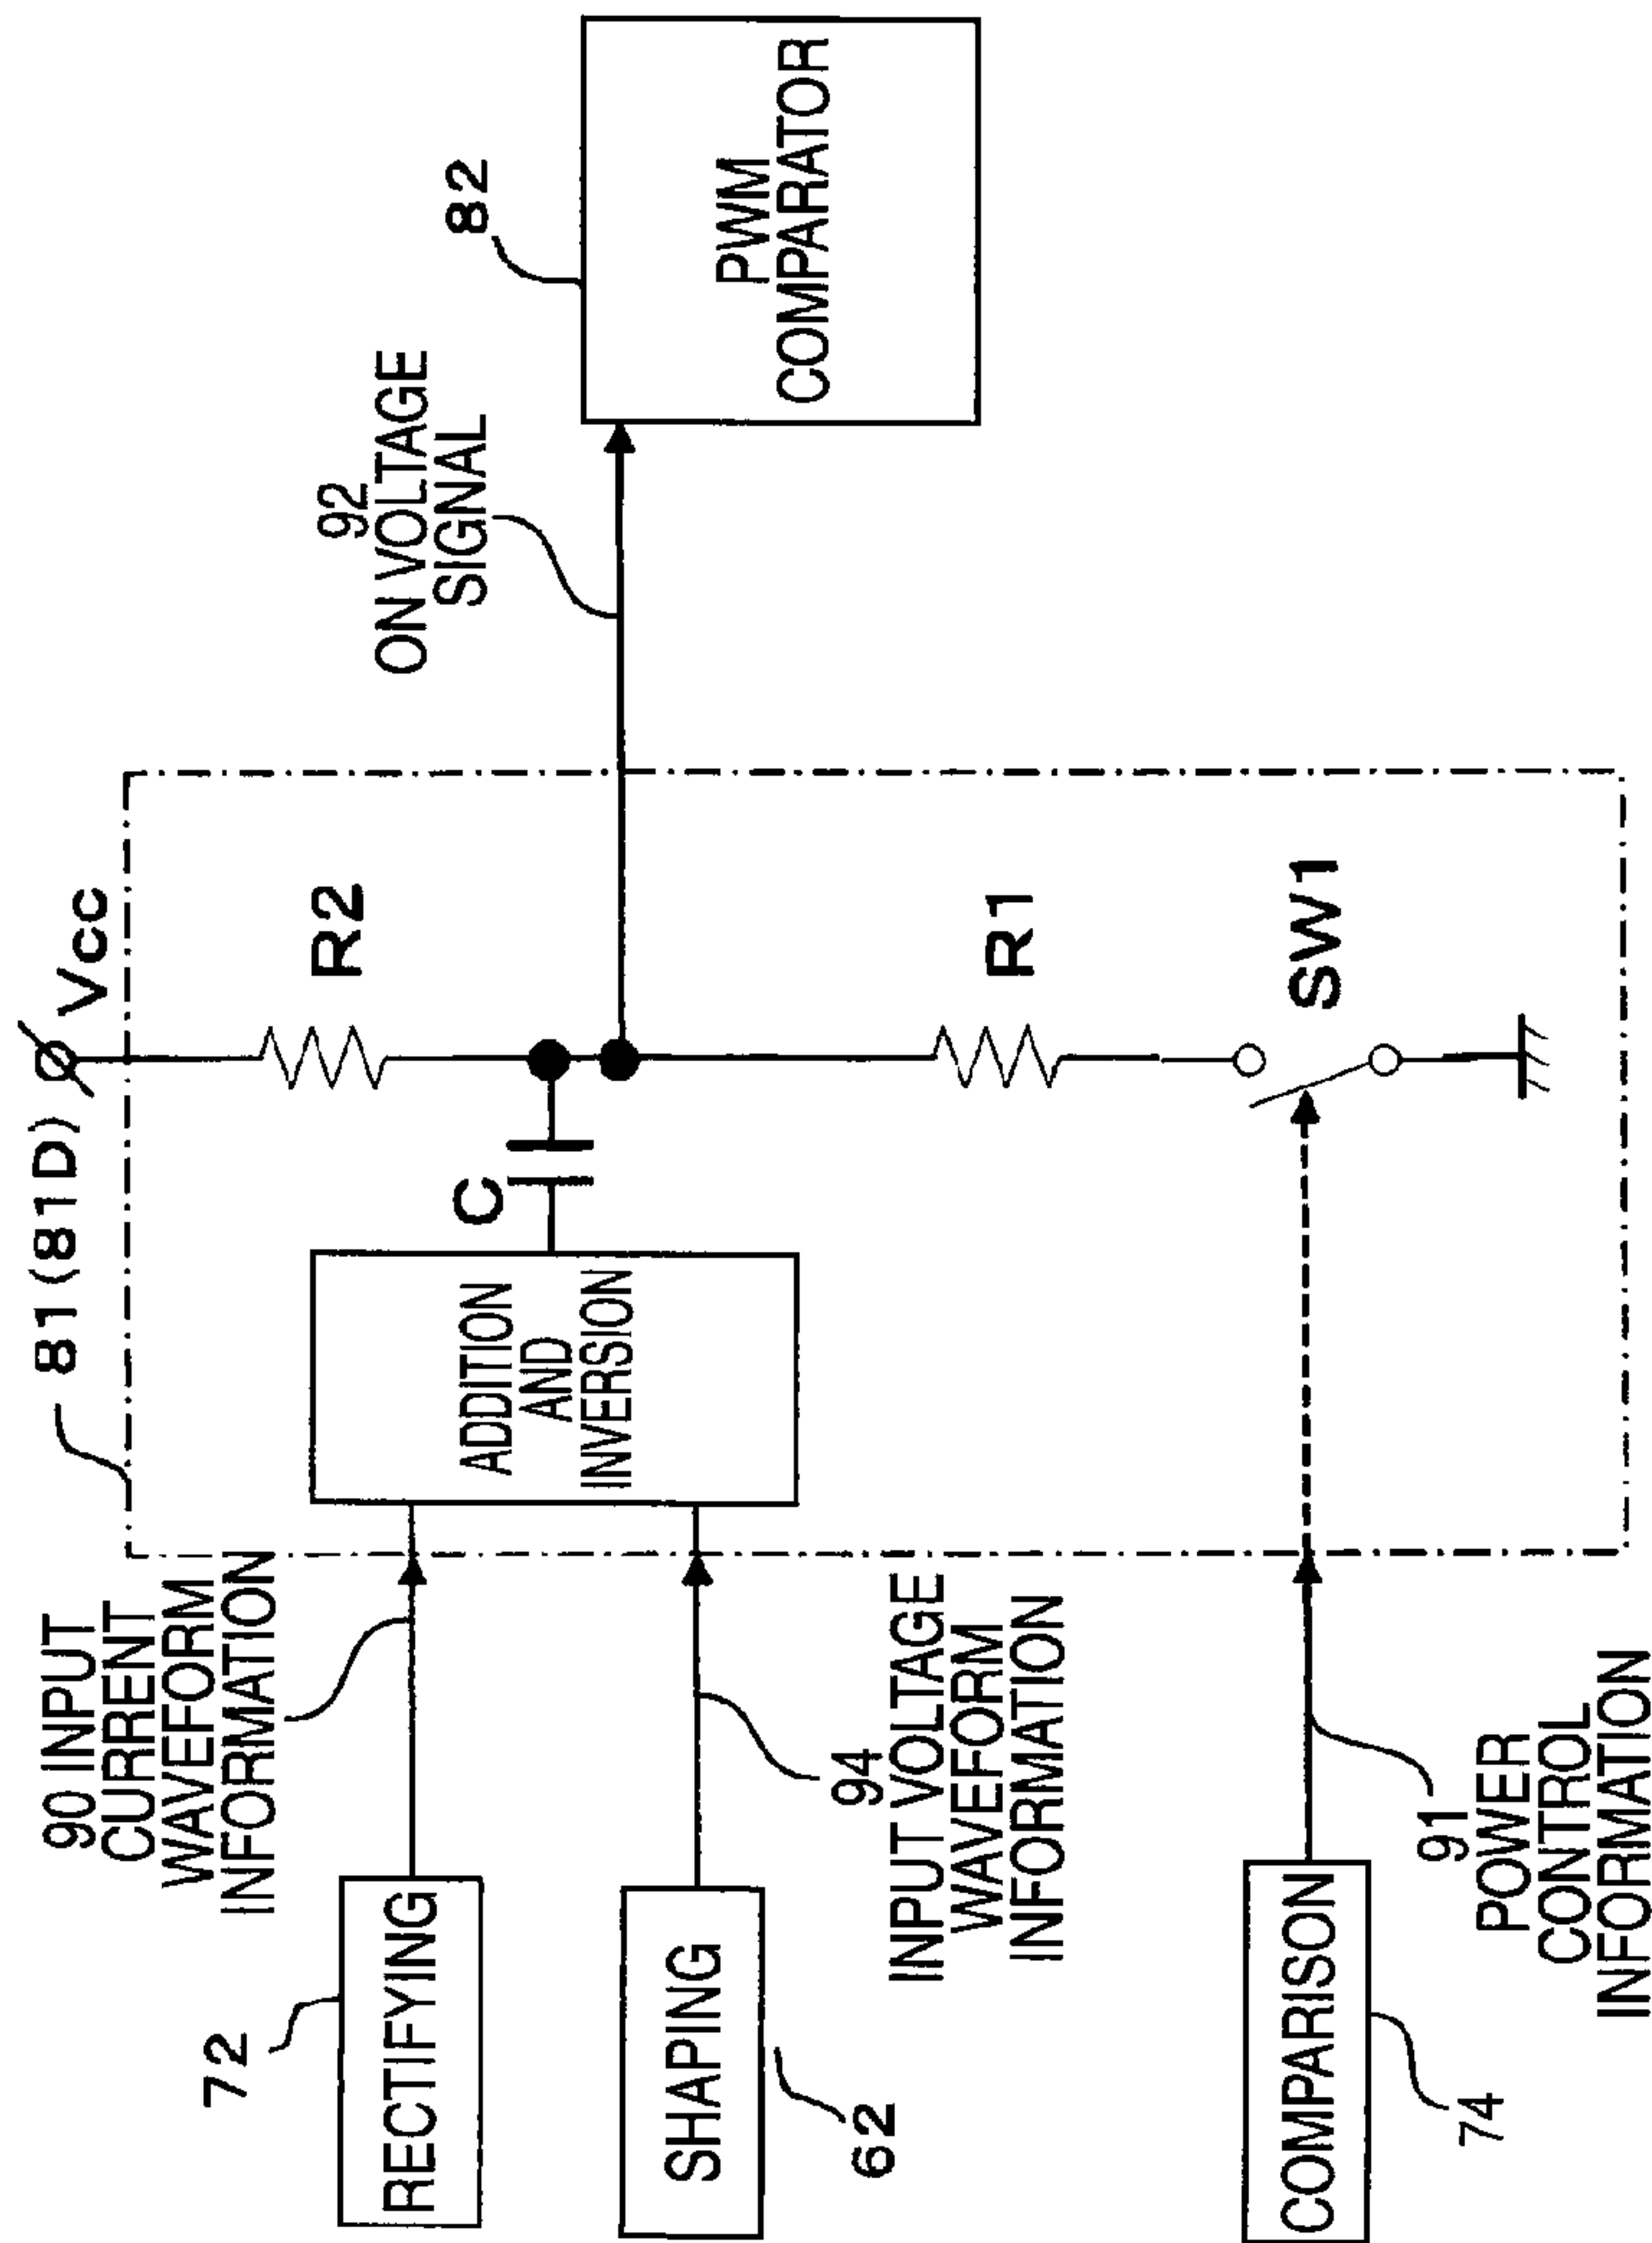 81(81D)
Vcc
90 INPUT
CURRENT
WAVEFORM
INFORMATION
72
RECTIFYING
ADDITION
AND
INVERSION
C
R2
92
ON VOLTAGE
SIGNAL
82
PWM
COMPARATOR
SHAPING
62
94
INPUT VOLTAGE
WAVEFORM
INFORMATION
R1
SW1
COMPARISON
74
91
POWER
CONTROL
INFORMATION